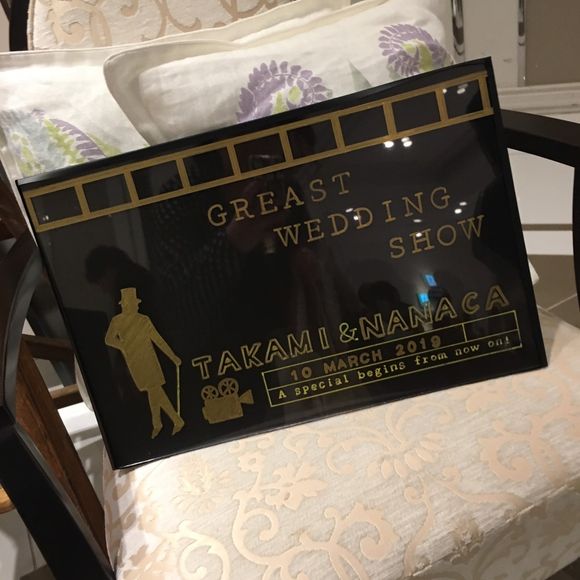 GREAST
WEDDING
SHOW
TAKAMI & NANACA
10 MARCH 2019
A special begins from now on!